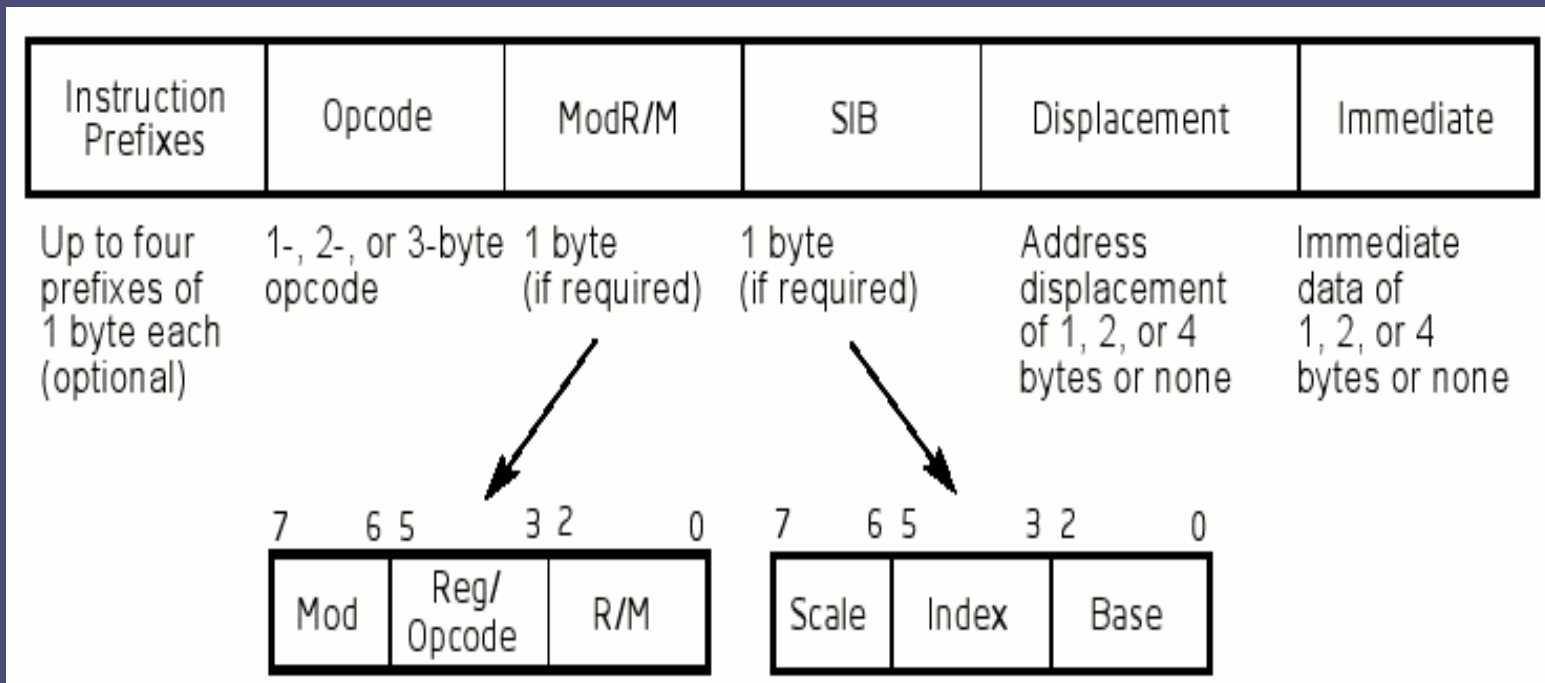 Instruction
Prefixes
Opcode
ModR/M
SIB
Displacement
Immediate
Up to four
prefixes of
1 byte each
(optional)
1-, 2-, or 3-byte
opcode
1 byte
(if required)
1 byte
(if required)
Address
displacement
of 1, 2, or 4
bytes or none
Immediate
data of
1, 2, or 4
bytes or none
7 6 5 3 2 0
Mod
Reg/
Opcode
R/M
7 6 5 3 2 0
Scale
Index
Base